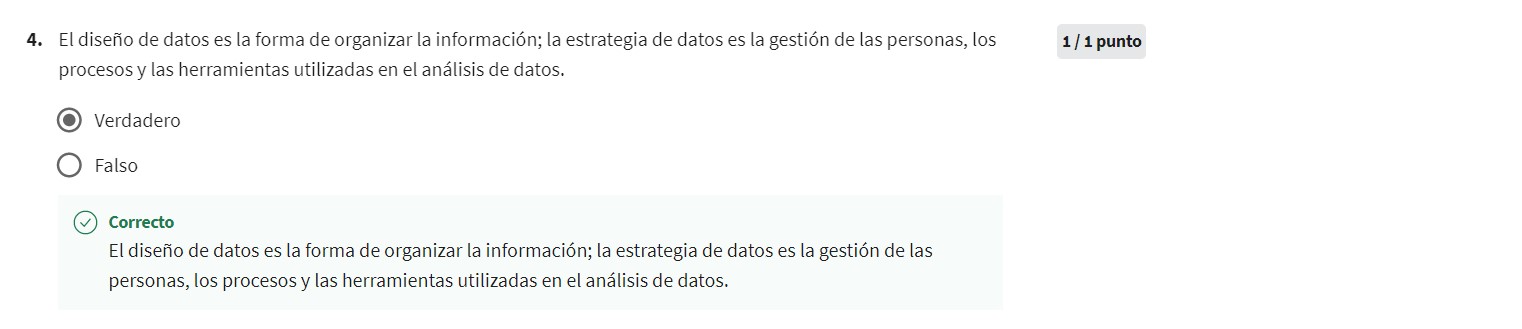 4. El diseño de datos es la forma de organizar la información; la estrategia de datos es la gestión de las personas, los
procesos y las herramientas utilizadas en el análisis de datos.
1 / 1 punto
Verdadero
Falso
Correcto
El diseño de datos es la forma de organizar la información; la estrategia de datos es la gestión de las
personas, los procesos y las herramientas utilizadas en el análisis de datos.